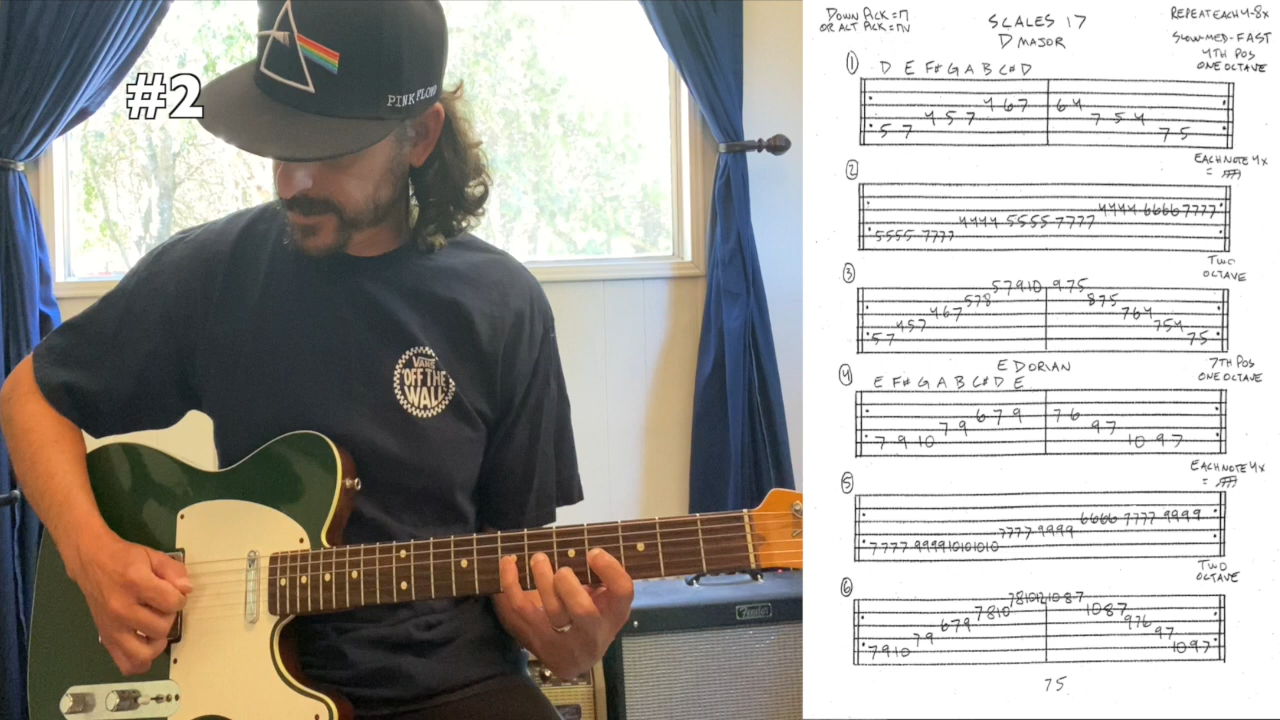 #2
PINK FLOYD
VANS
"OFF THE
WALL"
Fender
DOWN PICK = ⊓
OR ALT PICK = ⊓V
SCALES 17
D MAJOR
REPEAT EACH 4-8X
SLOW-MED-FAST
4TH POS
ONE OCTAVE
1 D E F# G A B C# D
4 6 7 6 4
4 5 7 7 5 4
5 7 7 5
EACH NOTE 4X
=
2
4444 6666 7777
4444 5555 7777
5555 7777
TWO
OCTAVE
3
5 7 9 10 9 7 5
5 7 8 8 7 5
4 6 7 7 6 4
4 5 7 7 5 4
5 7 7 5
E DORIAN
7TH POS
ONE OCTAVE
4 E F# G A B C# D E
6 7 9 7 6
7 9 9 7
7 9 10 10 9 7
EACH NOTE 4X
=
5
6666 7777 9999
7777 9999
7777 9999 10101010
TWO
OCTAVE
6
7 8 10 12 10 8 7
7 8 10 10 8 7
6 7 9 9 7 6
7 9 9 7
7 9 10 10 9 7
75